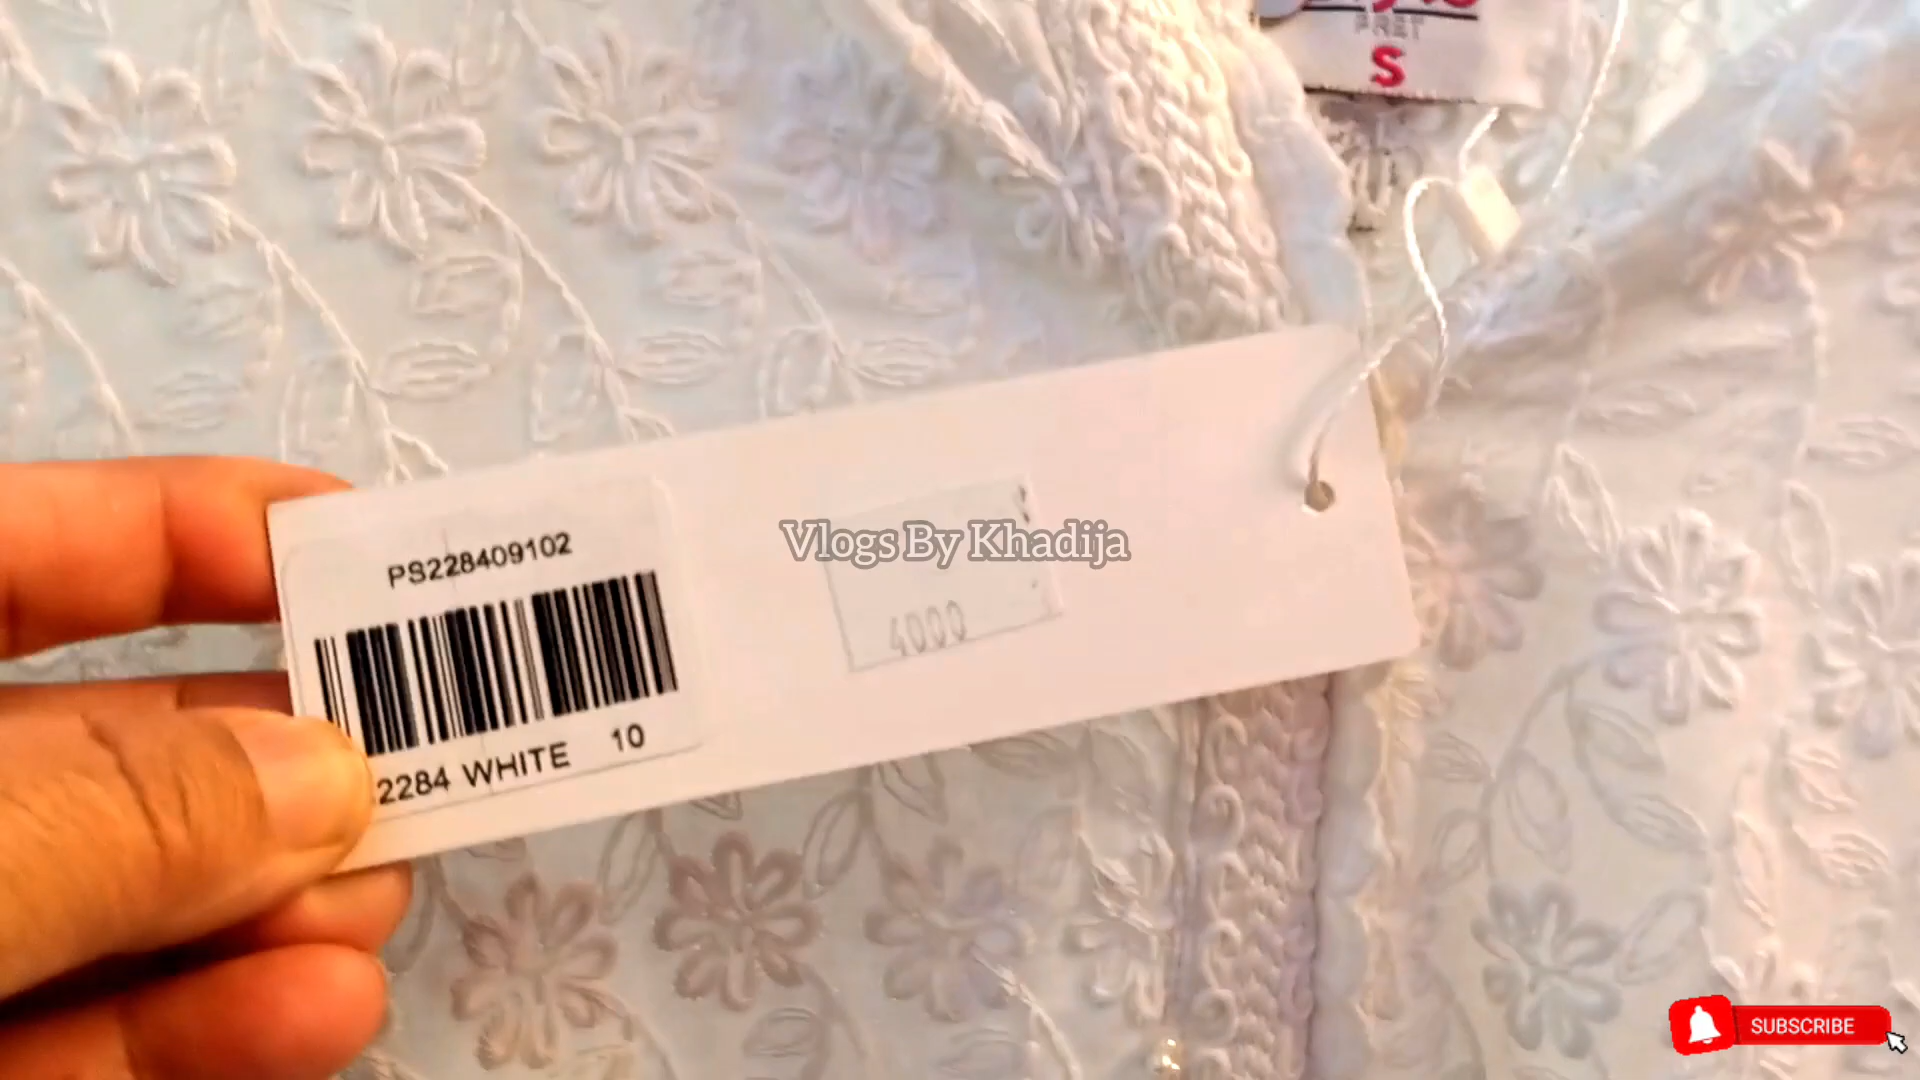 PRET
S
PS228409102
Vlogs By Khadija
4000
2284 WHITE 10
SUBSCRIBE